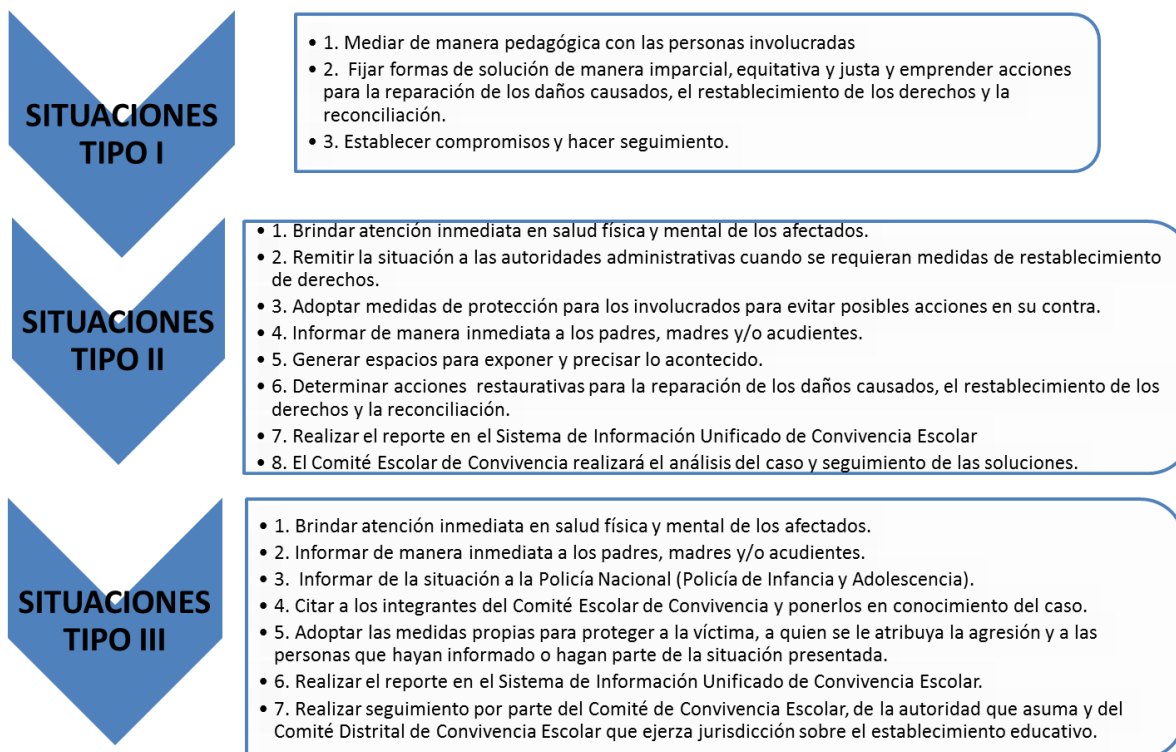 SITUACIONES
TIPO I
• 1. Mediar de manera pedagógica con las personas involucradas
• 2. Fijar formas de solución de manera imparcial, equitativa y justa y emprender acciones
para la reparación de los daños causados, el restablecimiento de los derechos y la
reconciliación.
• 3. Establecer compromisos y hacer seguimiento.
SITUACIONES
TIPO II
• 1. Brindar atención inmediata en salud física y mental de los afectados.
• 2. Remitir la situación a las autoridades administrativas cuando se requieran medidas de restablecimiento
de derechos.
• 3. Adoptar medidas de protección para los involucrados para evitar posibles acciones en su contra.
• 4. Informar de manera inmediata a los padres, madres y/o acudientes.
• 5. Generar espacios para exponer y precisar lo acontecido.
• 6. Determinar acciones restaurativas para la reparación de los daños causados, el restablecimiento de los
derechos y la reconciliación.
• 7. Realizar el reporte en el Sistema de Información Unificado de Convivencia Escolar
• 8. El Comité Escolar de Convivencia realizará el análisis del caso y seguimiento de las soluciones.
SITUACIONES
TIPO III
• 1. Brindar atención inmediata en salud física y mental de los afectados.
• 2. Informar de manera inmediata a los padres, madres y/o acudientes.
• 3. Informar de la situación a la Policía Nacional (Policía de Infancia y Adolescencia).
• 4. Citar a los integrantes del Comité Escolar de Convivencia y ponerlos en conocimiento del caso.
• 5. Adoptar las medidas propias para proteger a la víctima, a quien se le atribuya la agresión y a las
personas que hayan informado o hagan parte de la situación presentada.
• 6. Realizar el reporte en el Sistema de Información Unificado de Convivencia Escolar.
• 7. Realizar seguimiento por parte del Comité de Convivencia Escolar, de la autoridad que asuma y del
Comité Distrital de Convivencia Escolar que ejerza jurisdicción sobre el establecimiento educativo.